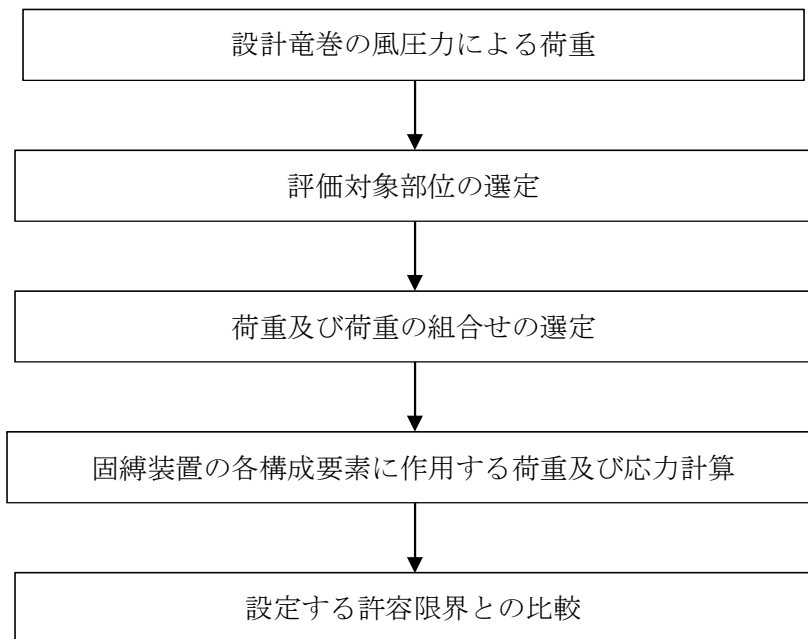 設計竜巻の風圧力による荷重
評価対象部位の選定
荷重及び荷重の組合せの選定
固縛装置の各構成要素に作用する荷重及び応力計算
設定する許容限界との比較